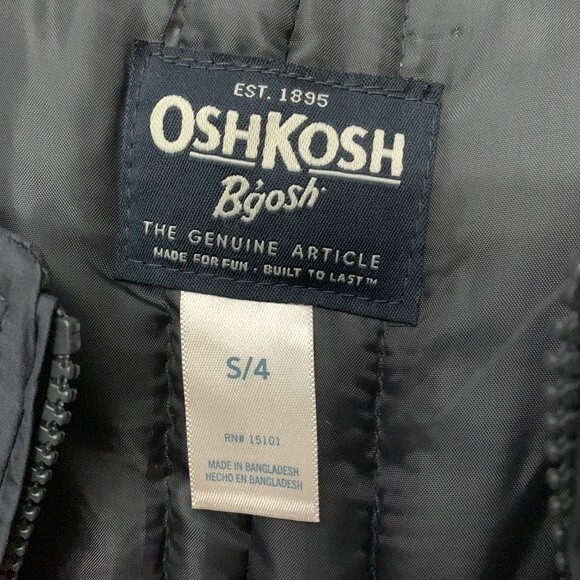 EST. 1895
OSHKOSH
B'gosh
THE GENUINE ARTICLE
MADE FOR FUN · BUILT TO LAST™
S/4
RN# 15101
MADE IN BANGLADESH
HECHO EN BANGLADESH